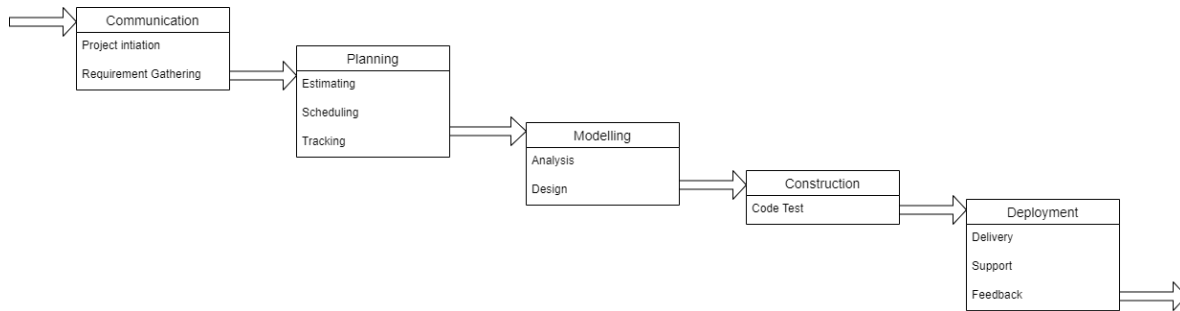 Communication
Project intiation
Requirement Gathering
Planning
Estimating
Scheduling
Tracking
Modelling
Analysis
Design
Construction
Code Test
Deployment
Delivery
Support
Feedback